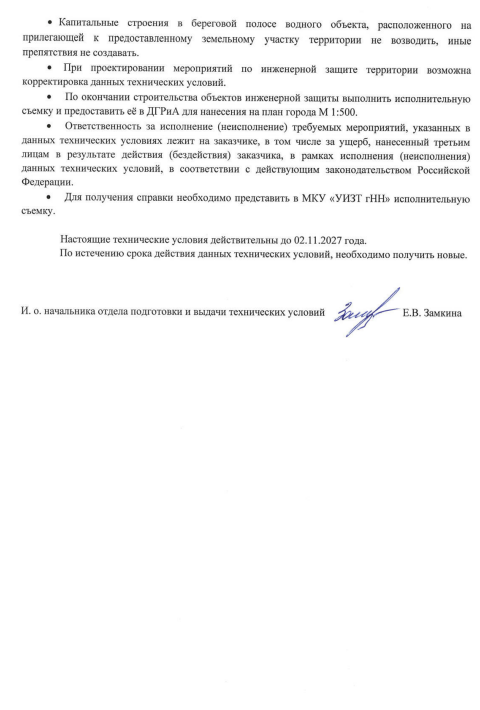 • Капитальные строения в береговой полосе водного объекта, расположенного на
прилегающей к предоставленному земельному участку территории не возводить, иные
препятствия не создавать.
• При проектировании мероприятий по инженерной защите территории возможна
корректировка данных технических условий.
• По окончании строительства объектов инженерной защиты выполнить исполнительную
съемку и предоставить её в ДГРиА для нанесения на план города М 1:500.
• Ответственность за исполнение (неисполнение) требуемых мероприятий, указанных в
данных технических условиях лежит на заказчике, в том числе за ущерб, нанесенный третьим
лицам в результате действия (бездействия) заказчика, в рамках исполнения (неисполнения)
данных технических условий, в соответствии с действующим законодательством Российской
Федерации.
• Для получения справки необходимо представить в МКУ «УИЗТ гНН» исполнительную
съемку.
Настоящие технические условия действительны до 02.11.2027 года.
По истечению срока действия данных технических условий, необходимо получить новые.
И. о. начальника отдела подготовки и выдачи технических условий Е.В. Замкина